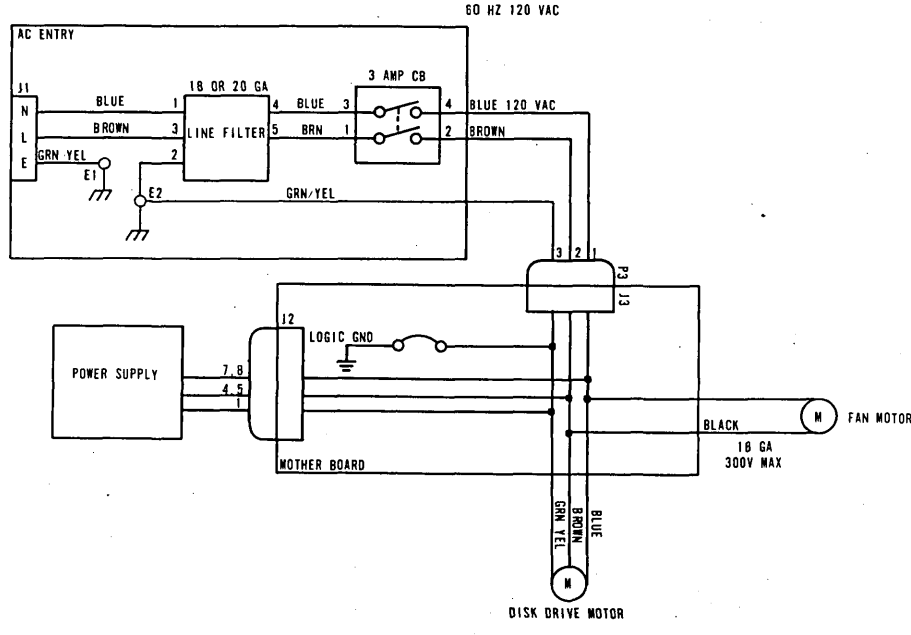 60 HZ 120 VAC
AC ENTRY
J1
N
L
E
BLUE
1
BROWN
3
GRN YEL
E1
2
E2
18 OR 20 GA
LINE FILTER
4
BLUE
3
5
BRN
1
3 AMP CB
4
BLUE 120 VAC
2
BROWN
GRN/YEL
3
2
1
P3
J3
J2
LOGIC GND
POWER SUPPLY
7,8
4,5
1
MOTHER BOARD
M
FAN MOTOR
BLACK
18 GA
300V MAX
GRN YEL
BROWN
BLUE
M
DISK DRIVE MOTOR